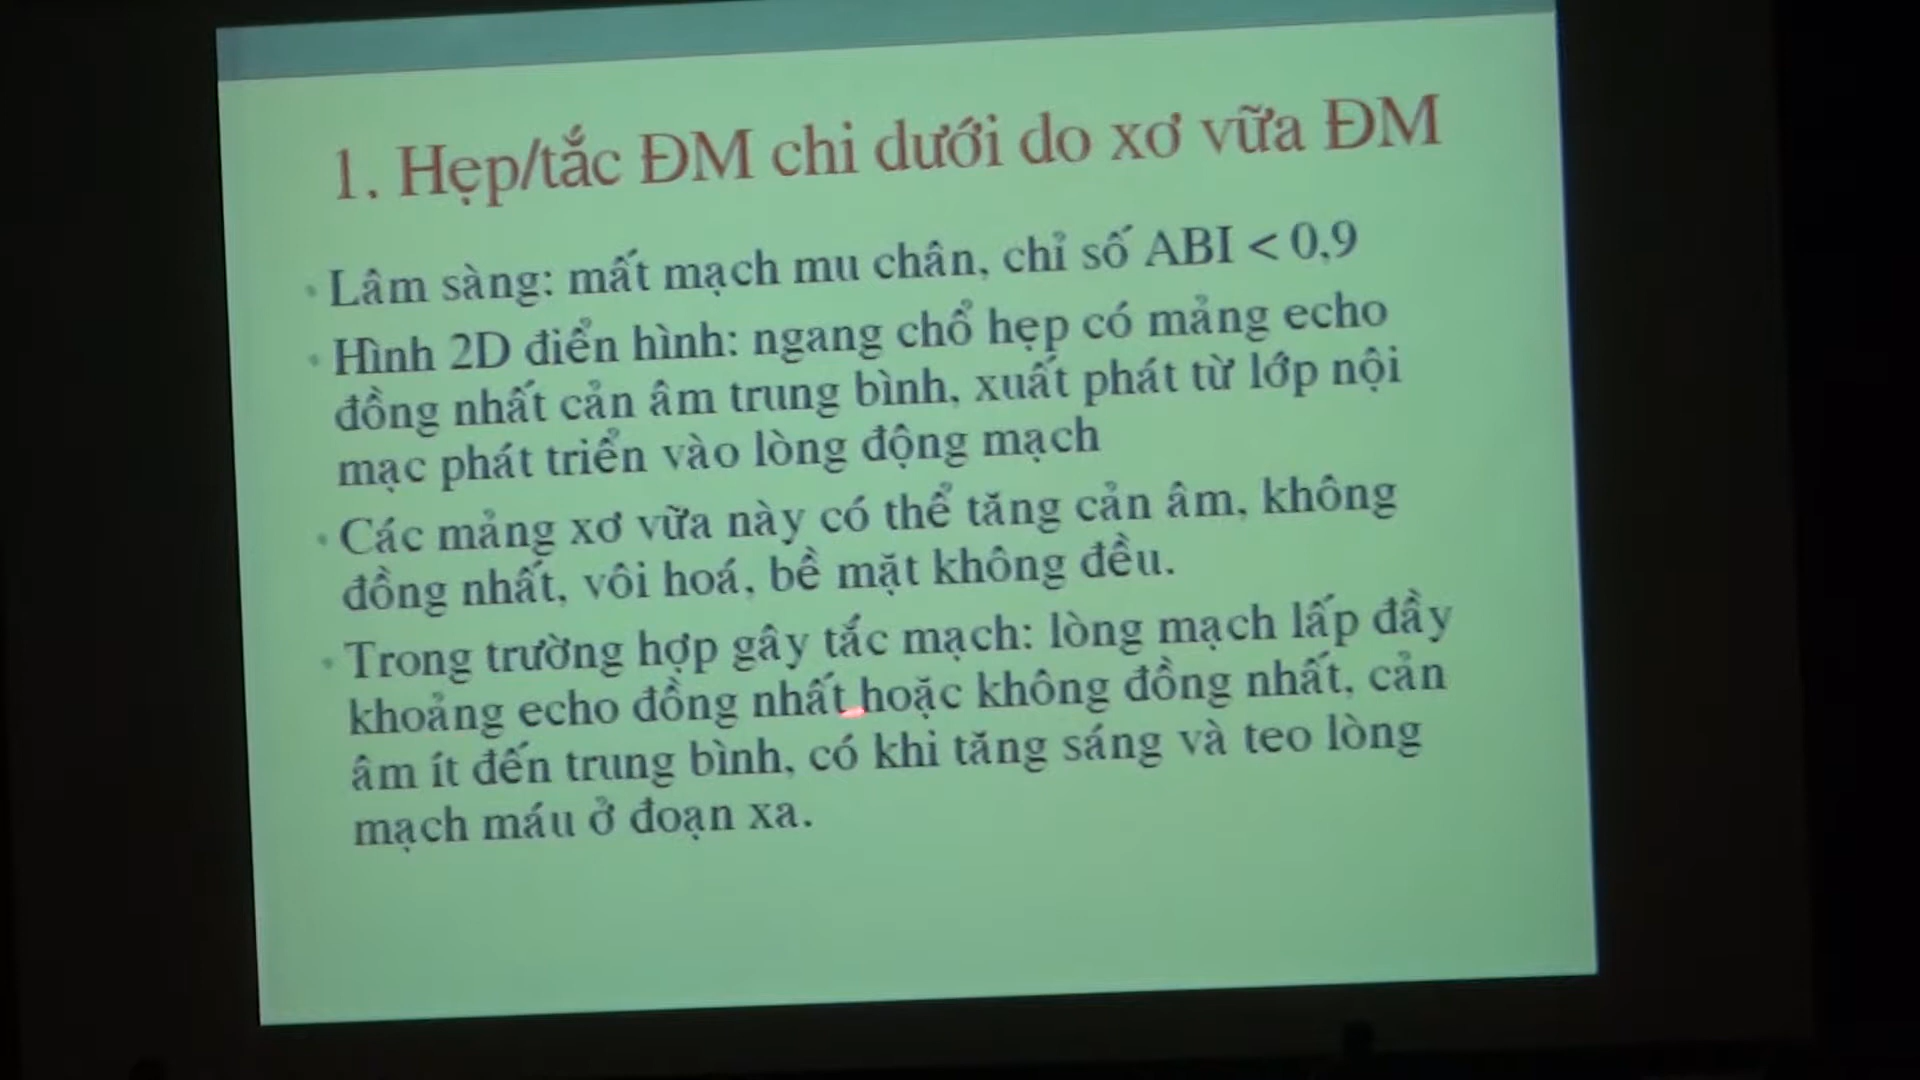 1. Hẹp/tắc ĐM chi dưới do xơ vữa ĐM
• Lâm sàng: mất mạch mu chân, chỉ số ABI < 0,9
• Hình 2D điển hình: ngang chổ hẹp có mảng echo
đồng nhất cản âm trung bình, xuất phát từ lớp nội
mạc phát triển vào lòng động mạch
• Các mảng xơ vữa này có thể tăng cản âm, không
đồng nhất, vôi hoá, bề mặt không đều.
• Trong trường hợp gây tắc mạch: lòng mạch lấp đầy
khoảng echo đồng nhất hoặc không đồng nhất, cản
âm ít đến trung bình, có khi tăng sáng và teo lòng
mạch máu ở đoạn xa.